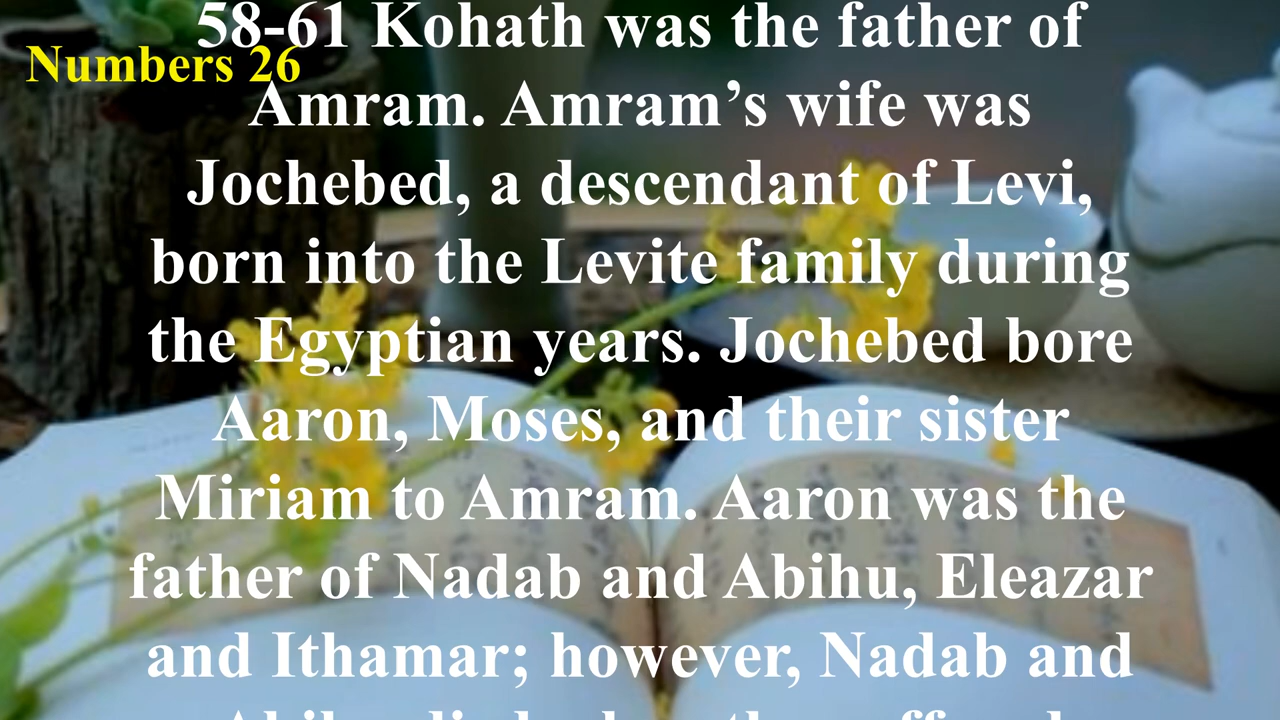 58-61 Kohath was the father of
Numbers 26
Amram. Amram’s wife was
Jochebed, a descendant of Levi,
born into the Levite family during
the Egyptian years. Jochebed bore
Aaron, Moses, and their sister
Miriam to Amram. Aaron was the
father of Nadab and Abihu, Eleazar
and Ithamar; however, Nadab and